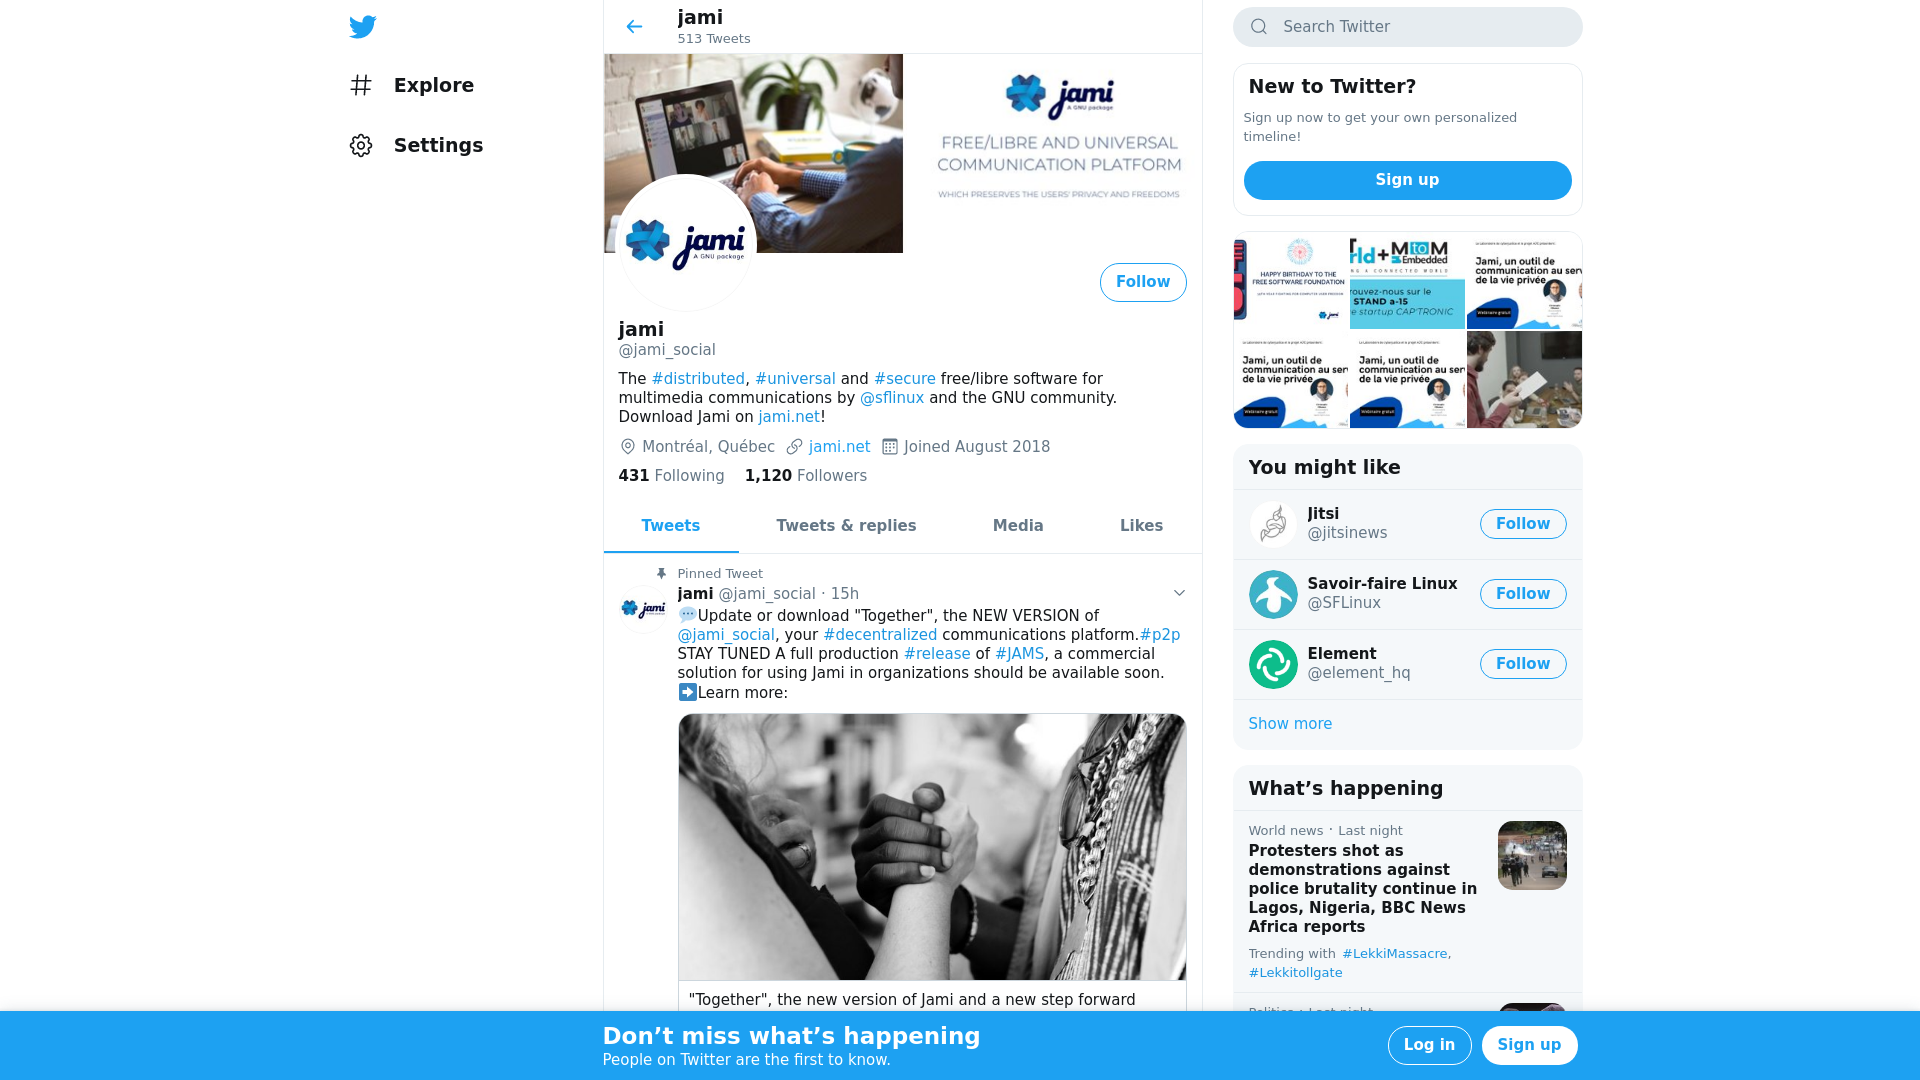 Explore
Settings
jami
513 Tweets
jami
A GNU package
FREE/LIBRE AND UNIVERSAL
COMMUNICATION PLATFORM
WHICH PRESERVES THE USERS' PRIVACY AND FREEDOMS
jami
A GNU package
Follow
jami
@jami_social
The #distributed, #universal and #secure free/libre software for
multimedia communications by @sflinux and the GNU community.
Download Jami on jami.net!
Montréal, Québec jami.net Joined August 2018
431 Following 1,120 Followers
Tweets Tweets & replies Media Likes
Pinned Tweet
jami
jami @jami_social · 15h
Update or download "Together", the NEW VERSION of
@jami_social, your #decentralized communications platform.#p2p
STAY TUNED A full production #release of #JAMS, a commercial
solution for using Jami in organizations should be available soon.
Learn more:
"Together", the new version of Jami and a new step forward
Search Twitter
New to Twitter?
Sign up now to get your own personalized
timeline!
Sign up
HAPPY BIRTHDAY TO THE
FREE SOFTWARE FOUNDATION
jami
rld+MtoM
Embedded
NG A CONNECTED WORLD
rouvez-nous sur le
STAND a-15
e startup CAP'TRONIC
Jami, un outil de
communication au ser
de la vie privée
Webinaire gratuit
Jami, un outil de
communication au ser
de la vie privée
Webinaire gratuit
Jami, un outil de
communication au ser
de la vie privée
Webinaire gratuit
You might like
Jitsi
@jitsinews
Follow
Savoir-faire Linux
@SFLinux
Follow
Element
@element_hq
Follow
Show more
What’s happening
World news · Last night
Protesters shot as
demonstrations against
police brutality continue in
Lagos, Nigeria, BBC News
Africa reports
Trending with #LekkiMassacre,
#Lekkitollgate
Politics · Last night
Don’t miss what’s happening
People on Twitter are the first to know.
Log in
Sign up